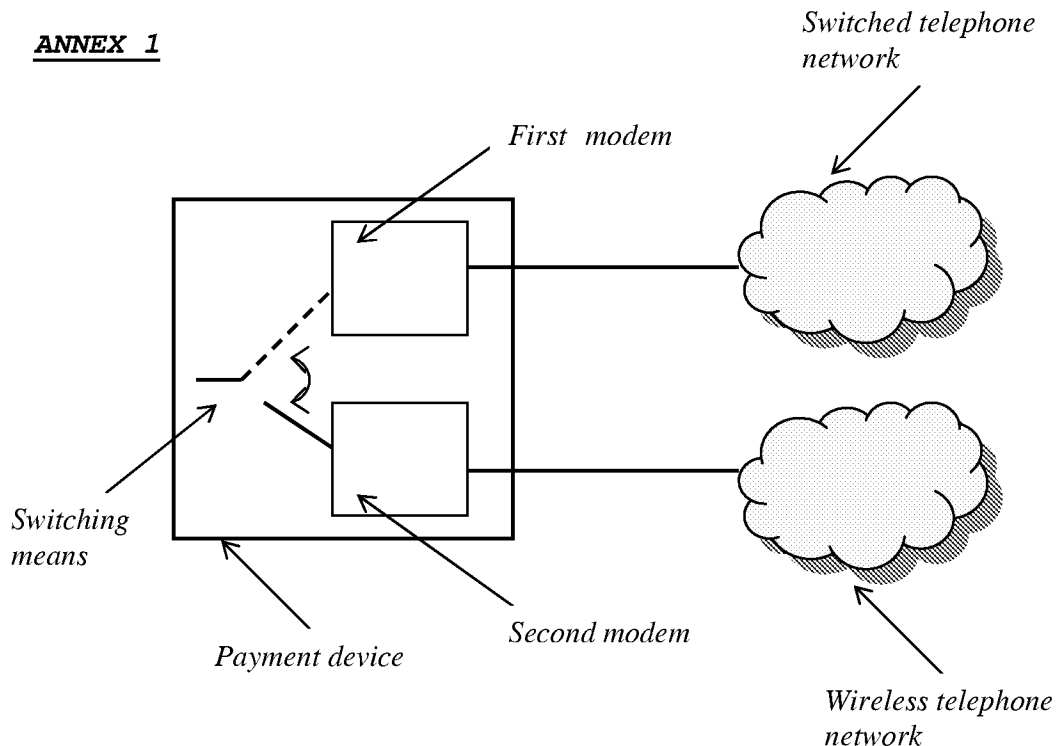 ANNEX 1
Switched telephone
network
First modem
Switching
means
Second modem
Payment device
Wireless telephone
network